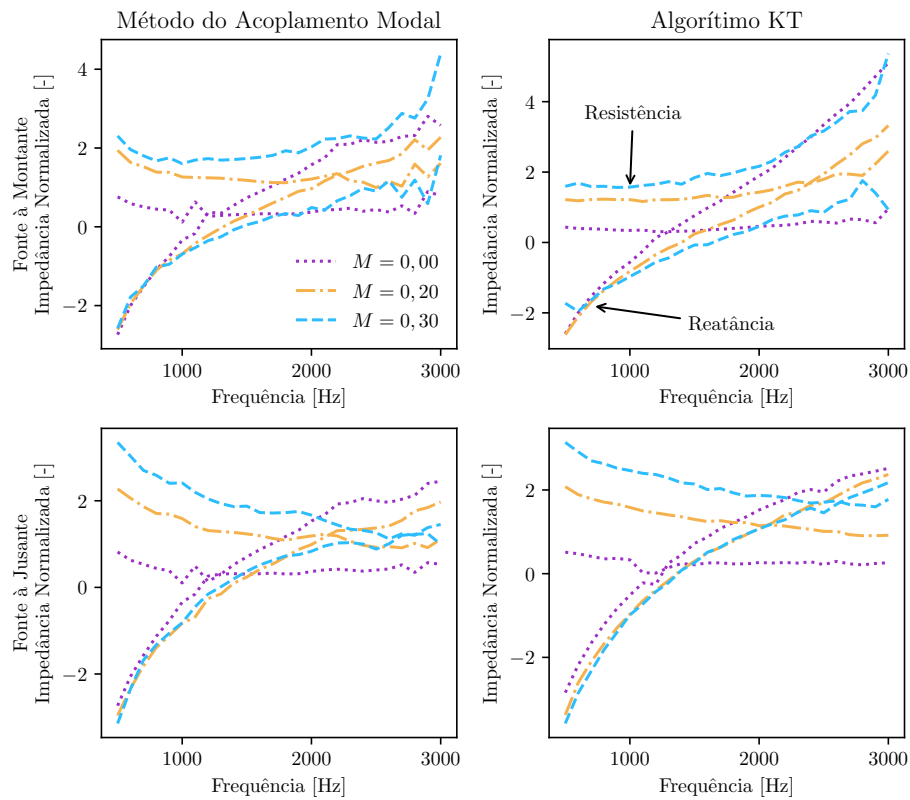 Método do Acoplamento Modal
Algorítimo KT
Fonte à Montante
Impedância Normalizada [-]
4
2
0
−2
1000
2000
3000
Frequência [Hz]
M = 0, 00
M = 0, 20
M = 0, 30
Impedância Normalizada [-]
4
2
0
−2
1000
2000
3000
Frequência [Hz]
Resistência
Reatância
Fonte à Jusante
Impedância Normalizada [-]
2
0
−2
1000
2000
3000
Frequência [Hz]
Impedância Normalizada [-]
2
0
−2
1000
2000
3000
Frequência [Hz]